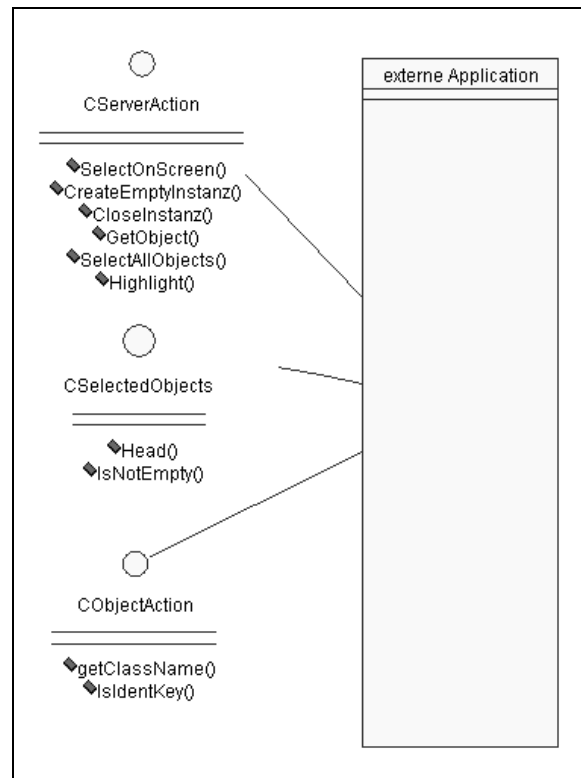 externe Application
CServerAction
SelectOnScreen()
CreateEmptyInstanz()
CloseInstanz()
GetObject()
SelectAllObjects()
Highlight()
CSelectedObjects
Head()
IsNotEmpty()
CObjectAction
getClassName()
IsIdentKey()